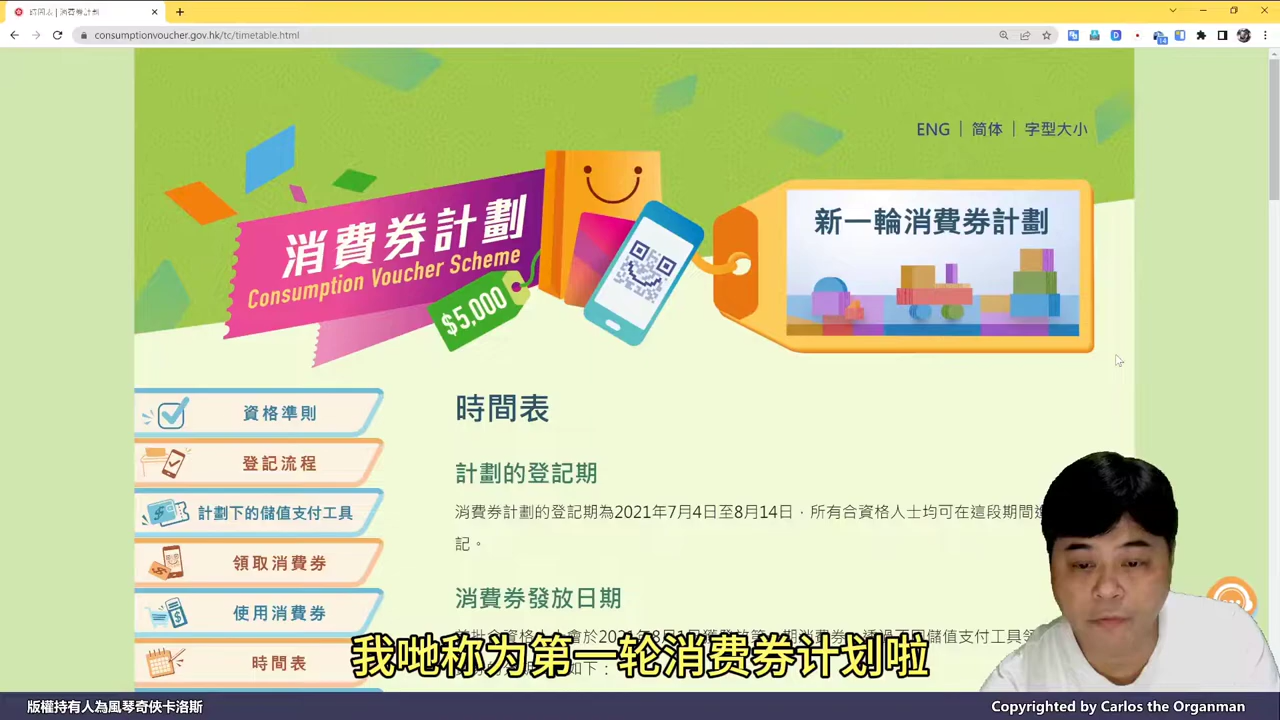 時間表 | 消費券計劃
consumptionvoucher.gov.hk/tc/timetable.html
ENG | 简体 | 字型大小
消費券計劃
Consumption Voucher Scheme
$5,000
新一輪消費券計劃
資格準則
登記流程
計劃下的儲值支付工具
領取消費券
使用消費券
時間表
時間表
計劃的登記期
消費券計劃的登記期為2021年7月4日至8月14日，所有合資格人士均可在這段期間進
記。
消費券發放日期
如下：
我哋称为第一轮消费券计划啦
版權持有人為風琴奇俠卡洛斯
Copyrighted by Carlos the Organman